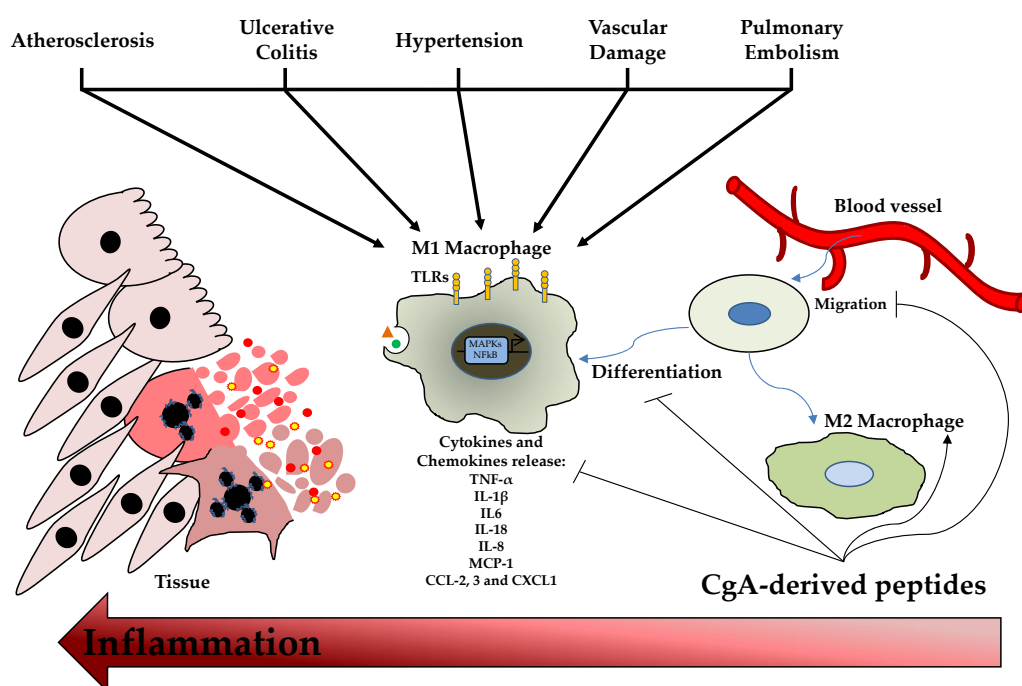 Atherosclerosis
Ulcerative
Colitis
Hypertension
Vascular
Damage
Pulmonary
Embolism
Blood vessel
M1 Macrophage
TLRs
Migration
MAPKs
NFkB
Differentiation
M2 Macrophage
Cytokines and
Chemokines release:
TNF-α
IL-1β
IL6
IL-18
IL-8
MCP-1
CCL-2, 3 and CXCL1
Tissue
CgA-derived peptides
Inflammation